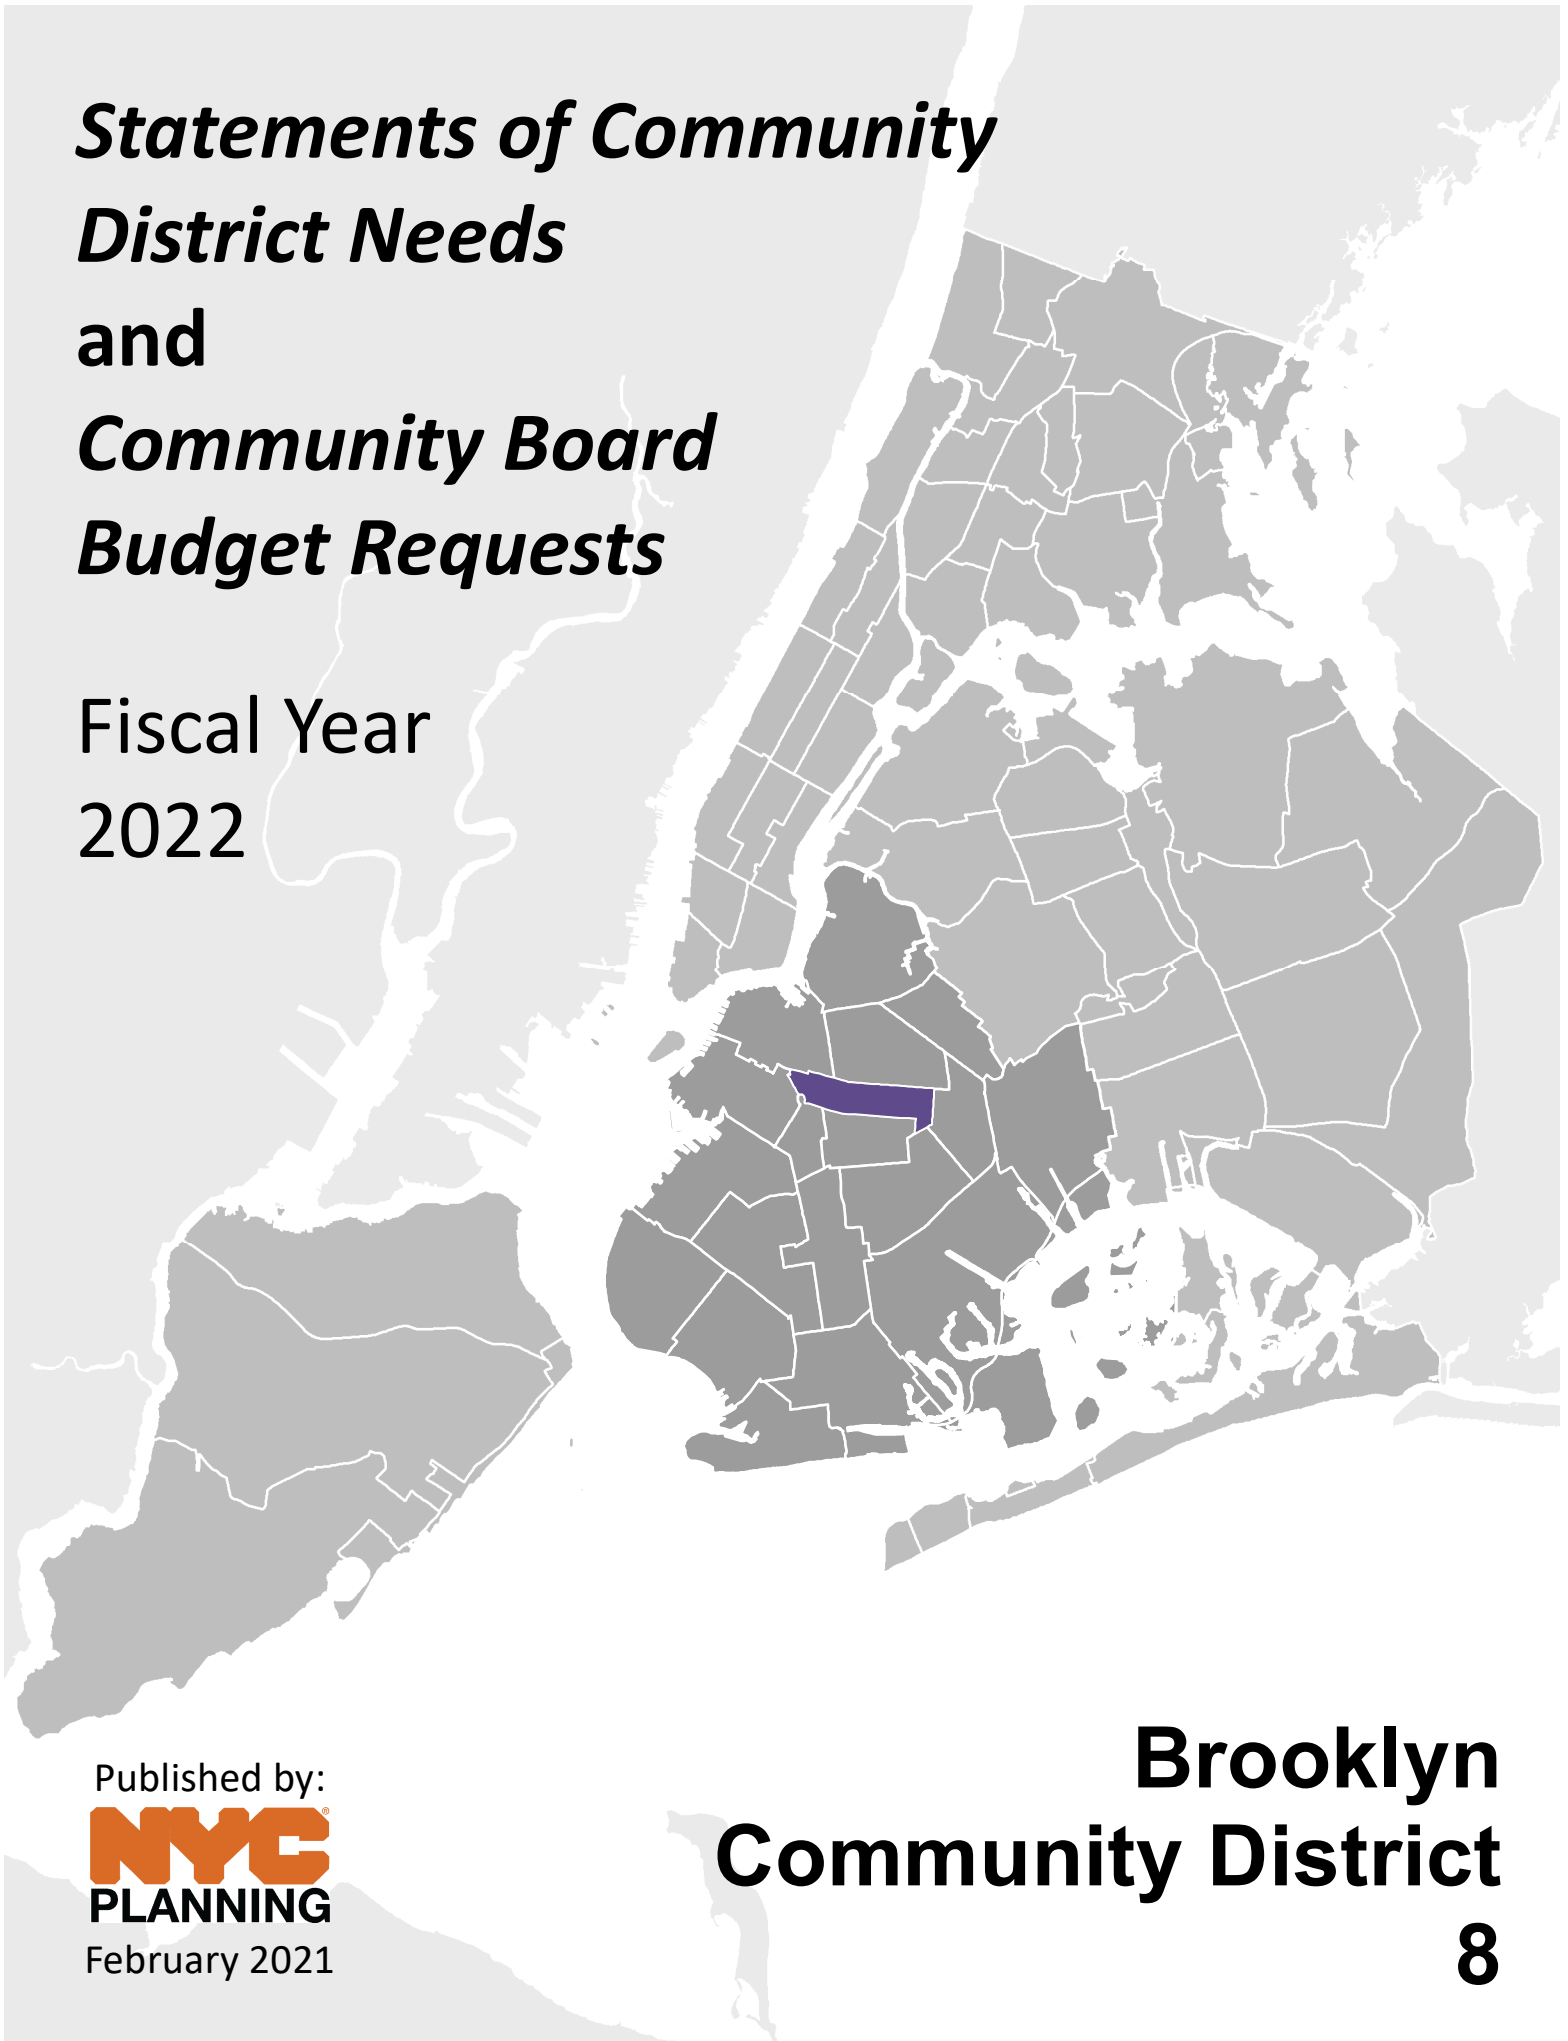 Statements of Community
District Needs
and
Community Board
Budget Requests
Fiscal Year
2022
Published by:
NYC®
PLANNING
February 2021
Brooklyn
Community District
8